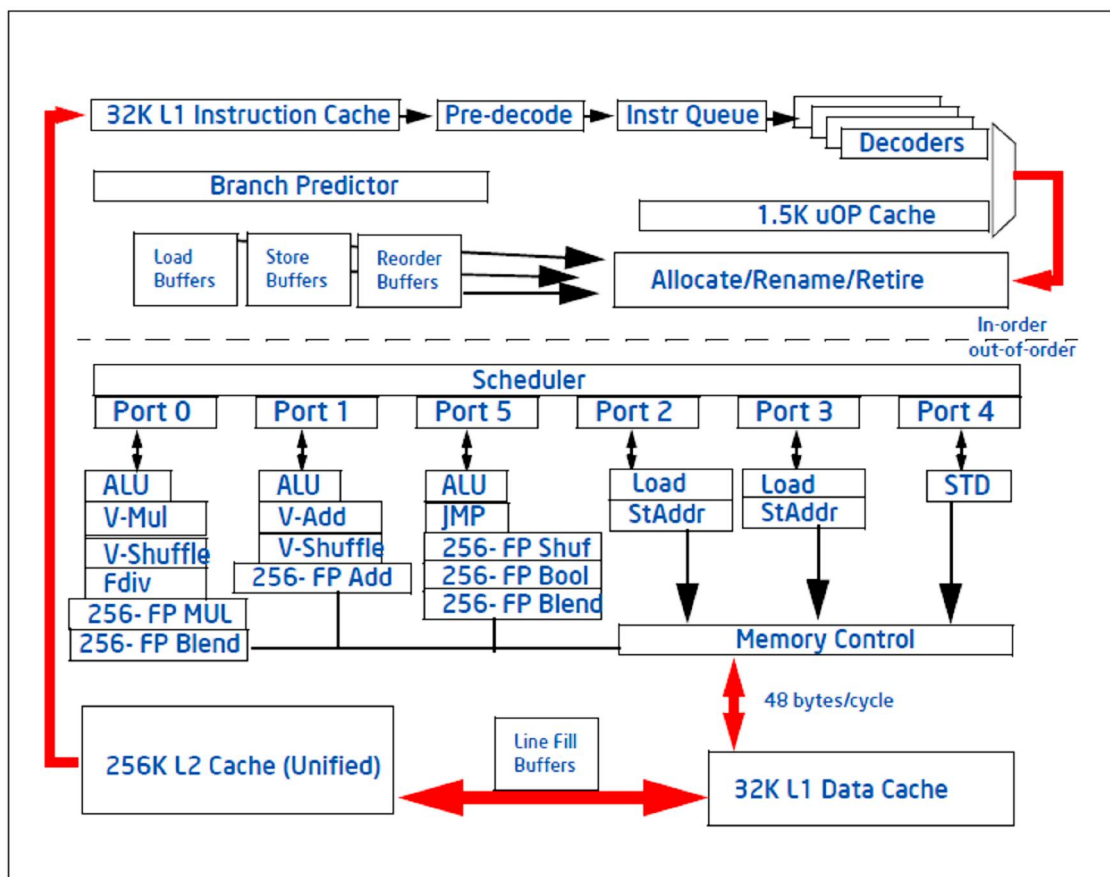 32K L1 Instruction Cache
Pre-decode
Instr Queue
Decoders
Branch Predictor
1.5K uOP Cache
Load
Buffers
Store
Buffers
Reorder
Buffers
Allocate/Rename/Retire
In-order
out-of-order
Scheduler
Port 0
Port 1
Port 5
Port 2
Port 3
Port 4
ALU
V-Mul
V-Shuffle
Fdiv
256- FP MUL
256- FP Blend
ALU
V-Add
V-Shuffle
256- FP Add
ALU
JMP
256- FP Shuf
256- FP Bool
256- FP Blend
Load
StAddr
Load
StAddr
STD
Memory Control
48 bytes/cycle
256K L2 Cache (Unified)
Line Fill
Buffers
32K L1 Data Cache